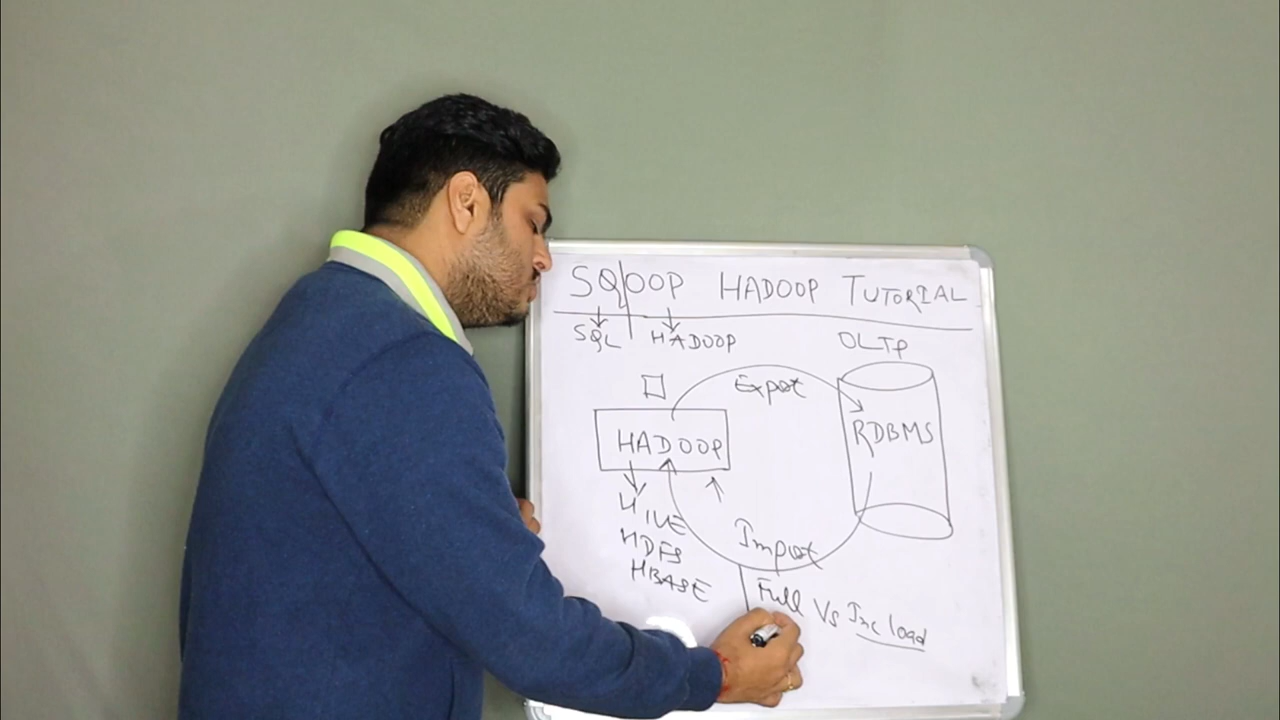 SQOOP HADOOP TUTORIAL
SQL HADOOP
OLTP
Export
HADOOP
RDBMS
HIVE
HDFS
HBASE
Import
Full Vs Inc load